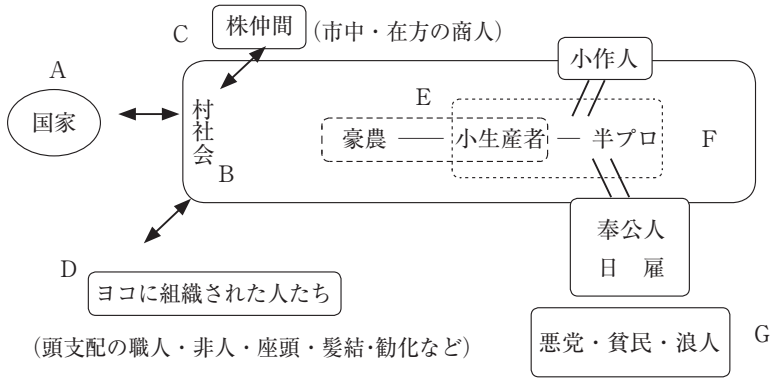 C
株仲間
(市中・在方の商人)
A
小作人
E
国家
村社会
豪農
小生産者
半プロ
F
B
奉公人
日 雇
D
ヨコに組織された人たち
(頭支配の職人・非人・座頭・髪結・勧化など)
悪党・貧民・浪人
G